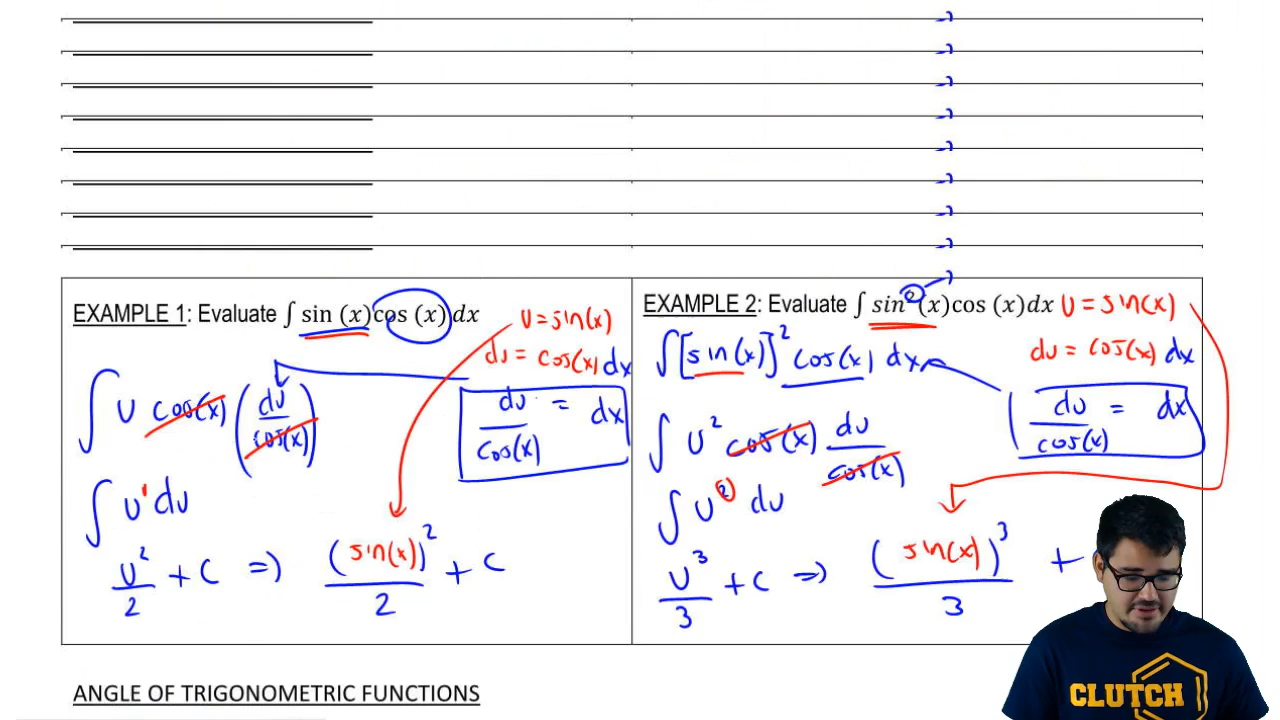 EXAMPLE 1: Evaluate ∫ sin (x)cos (x) dx
u = sin(x)
du = cos(x) dx
du/cos(x) = dx
∫ u cos(x) (du/cos(x))
∫ u¹ du
u²/2 + c ⇒ (sin(x))²/2 + c
EXAMPLE 2: Evaluate ∫ sin²(x)cos (x)dx
u = sin(x)
du = cos(x) dx
∫ [sin(x)]² cos(x) dx
du/cos(x) = dx
∫ u² cos(x) du/cos(x)
∫ u² du
u³/3 + c ⇒ (sin(x))³/3 +
ANGLE OF TRIGONOMETRIC FUNCTIONS
CLUTCH